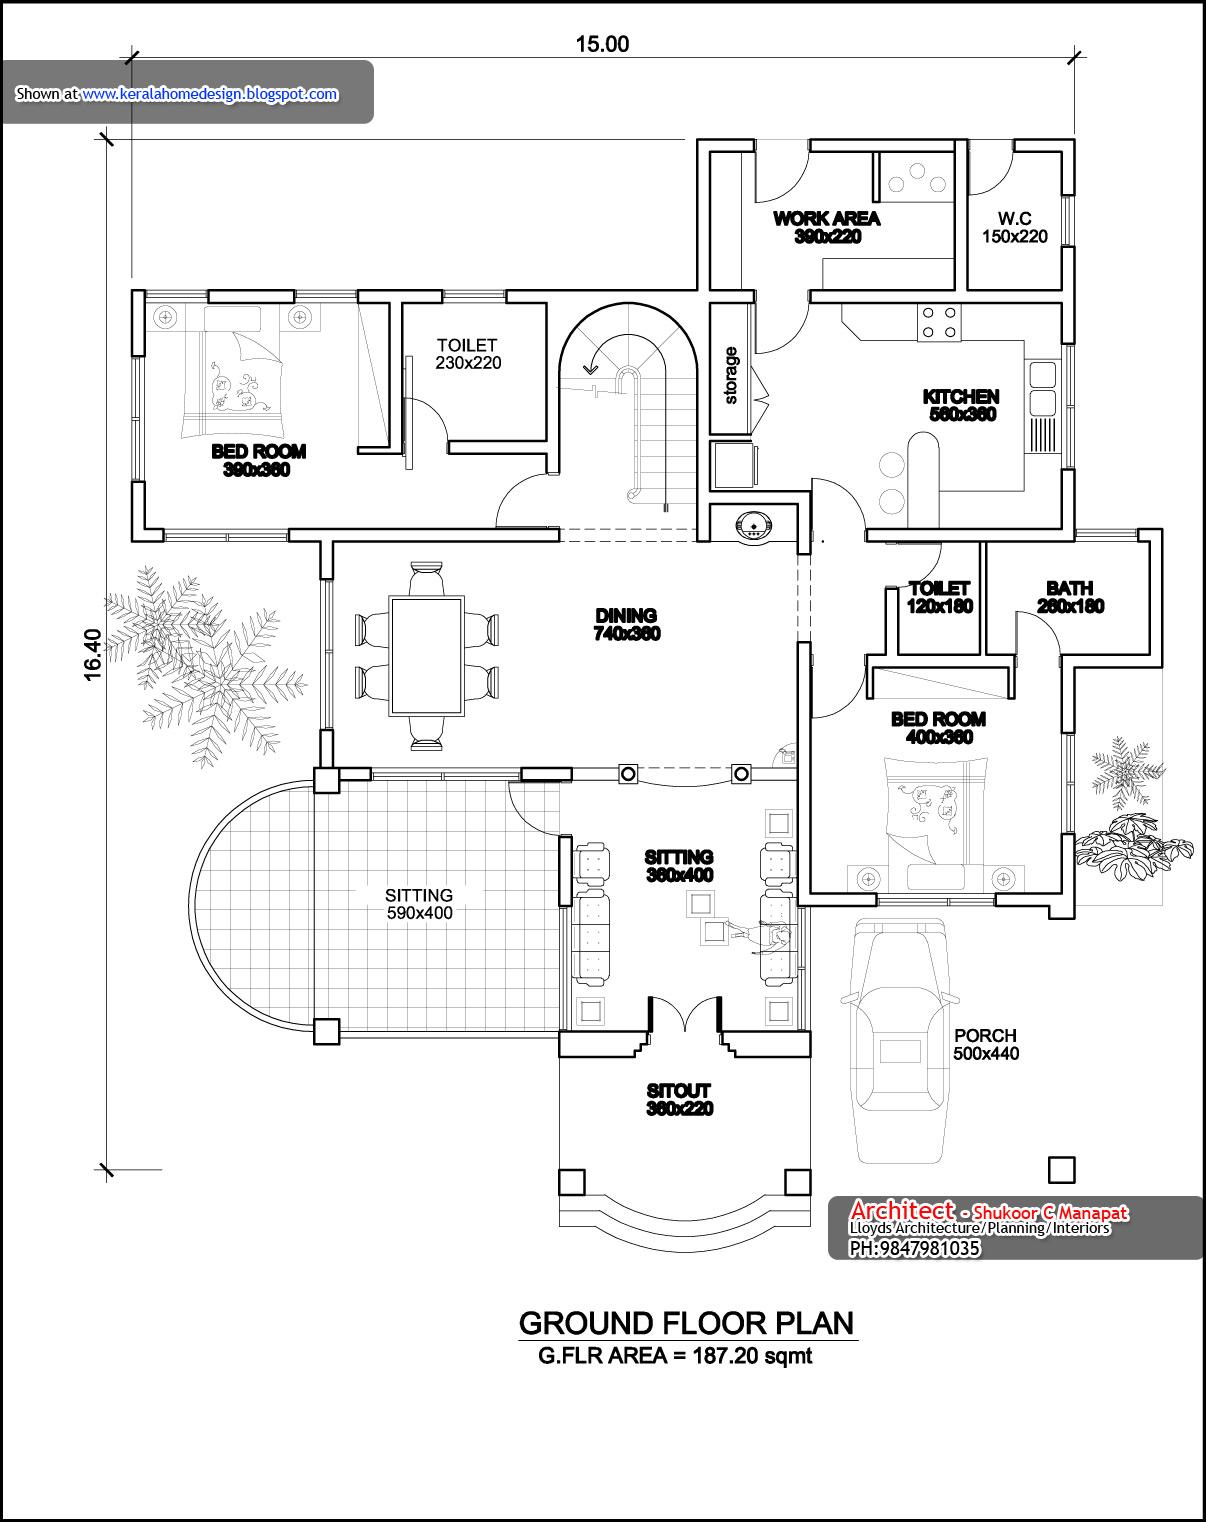 15.00
Shown at www.keralahomedesign.blogspot.com
WORK AREA
390x220
W.C
150x220
TOILET
230x220
storage
KITCHEN
560x360
BED ROOM
390x360
TOILET
120x180
BATH
260x180
DINING
740x360
16.40
BED ROOM
400x360
SITTING
360x400
SITTING
590x400
PORCH
500x440
SITOUT
360x220
Architect - Shukoor C Manapat
Lloyds Architecture/Planning/Interiors
PH:9847981035
GROUND FLOOR PLAN
G.FLR AREA = 187.20 sqmt